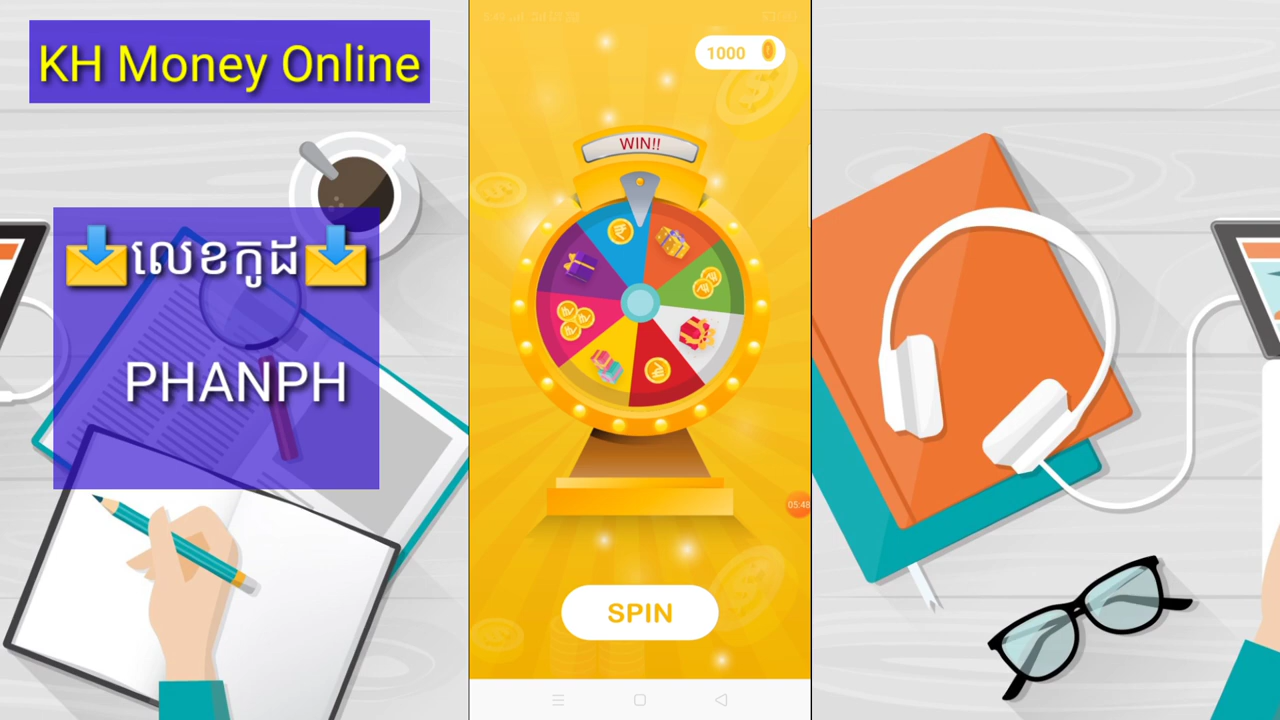 KH Money Online
📩លេខកូដ📩
PHANPH
1000
WIN!!
05:48
SPIN